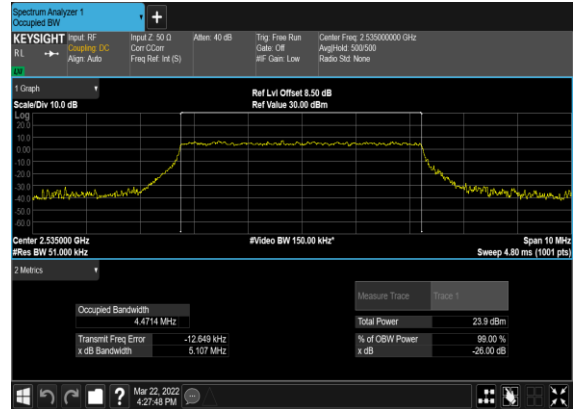 Spectrum Analyzer 1
Occupied BW
+
KEYSIGHT Input: RF Input Z: 50 Ω Atten: 40 dB Trig: Free Run Center Freq: 2.535000000 GHz
RL Coupling: DC Corr CCorr Gate: Off Avg|Hold: 500/500
Align: Auto Freq Ref: Int (S) #IF Gain: Low Radio Std: None
1 Graph
Ref Lvl Offset 8.50 dB
Scale/Div 10.0 dB Ref Value 30.00 dBm
Log
20.0
10.0
0.00
-10.0
-20.0
-30.0
-40.0
-50.0
-60.0
Center 2.535000 GHz #Video BW 150.00 kHz* Span 10 MHz
#Res BW 51.000 kHz Sweep 4.80 ms (1001 pts)
2 Metrics
Measure Trace Trace 1
Occupied Bandwidth
4.4714 MHz Total Power 23.9 dBm
Transmit Freq Error -12.649 kHz % of OBW Power 99.00 %
x dB Bandwidth 5.107 MHz x dB -26.00 dB
? Mar 22, 2022
4:27:48 PM